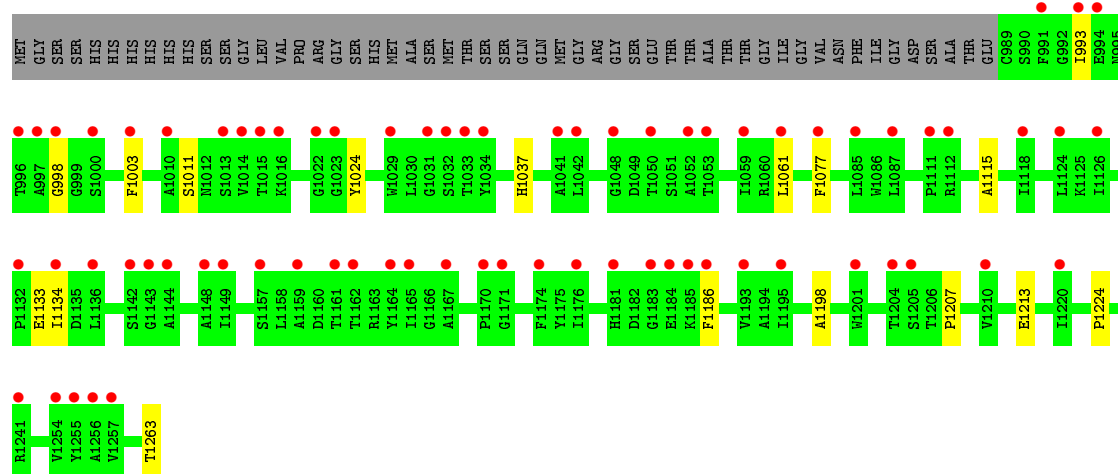 MET GLY SER SER HIS HIS HIS HIS HIS HIS SER SER GLY LEU VAL PRO ARG GLY SER HIS MET ALA SER MET THR SER SER GLN GLN MET GLY ARG GLY SER GLU THR THR ALA THR THR GLY ILE GLY VAL ASN PHE ILE GLY ASP SER ALA THR GLU C989 S990 F991 G992 I993 E994 N995
T996 A997 G998 G999 S1000 F1003 A1010 S1011 N1012 S1013 V1014 T1015 K1016 G1022 G1023 Y1024 W1029 L1030 G1031 S1032 T1033 Y1034 H1037 A1041 L1042 G1048 D1049 T1050 S1051 A1052 T1053 I1059 R1060 L1061 F1077 L1085 W1086 L1087 P1111 R1112 A1115 I1118 L1124 K1125 I1126
P1132 E1133 I1134 D1135 L1136 S1142 G1143 A1144 A1148 I1149 S1157 L1158 A1159 D1160 T1161 T1162 R1163 Y1164 I1165 G1166 A1167 P1170 G1171 F1174 Y1175 I1176 H1181 D1182 G1183 E1184 K1185 F1186 V1193 A1194 I1195 A1198 W1201 T1204 S1205 T1206 P1207 V1210 E1213 I1220 P1224
R1241 V1254 Y1255 A1256 V1257 T1263